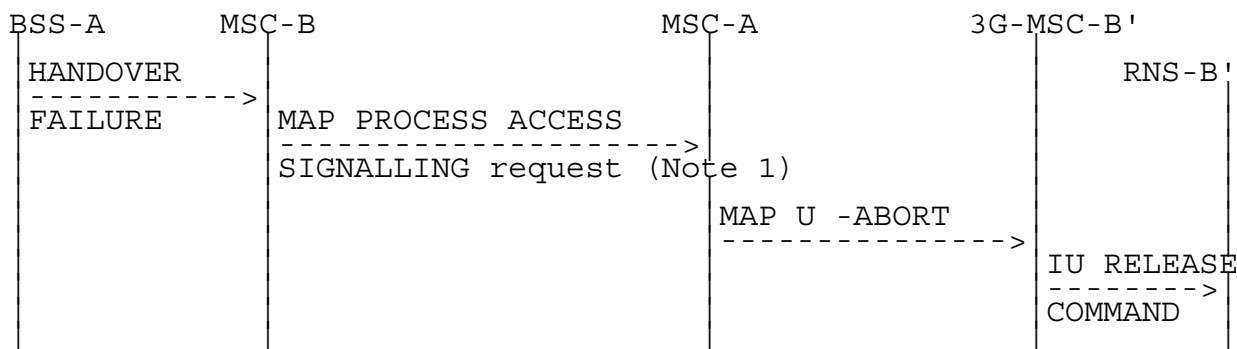 BSS-A MSC-B MSC-A 3G-MSC-B'
HANDOVER RNS-B'
FAILURE MAP PROCESS ACCESS
SIGNALLING request (Note 1)
MAP U -ABORT
IU RELEASE
COMMAND